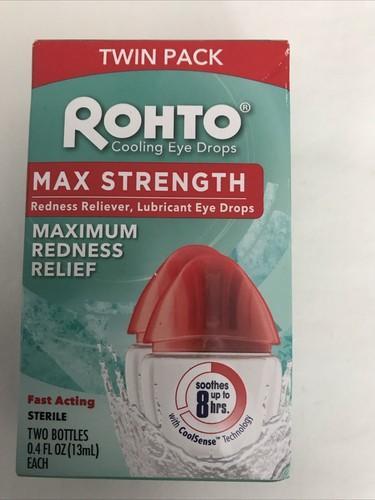 TWIN PACK
ROHTO®
Cooling Eye Drops
MAX STRENGTH
Redness Reliever, Lubricant Eye Drops
MAXIMUM
REDNESS
RELIEF
soothes
up to
8 hrs.
with CoolSense™ Technology
Fast Acting
STERILE
TWO BOTTLES
0.4 FL OZ (13mL)
EACH